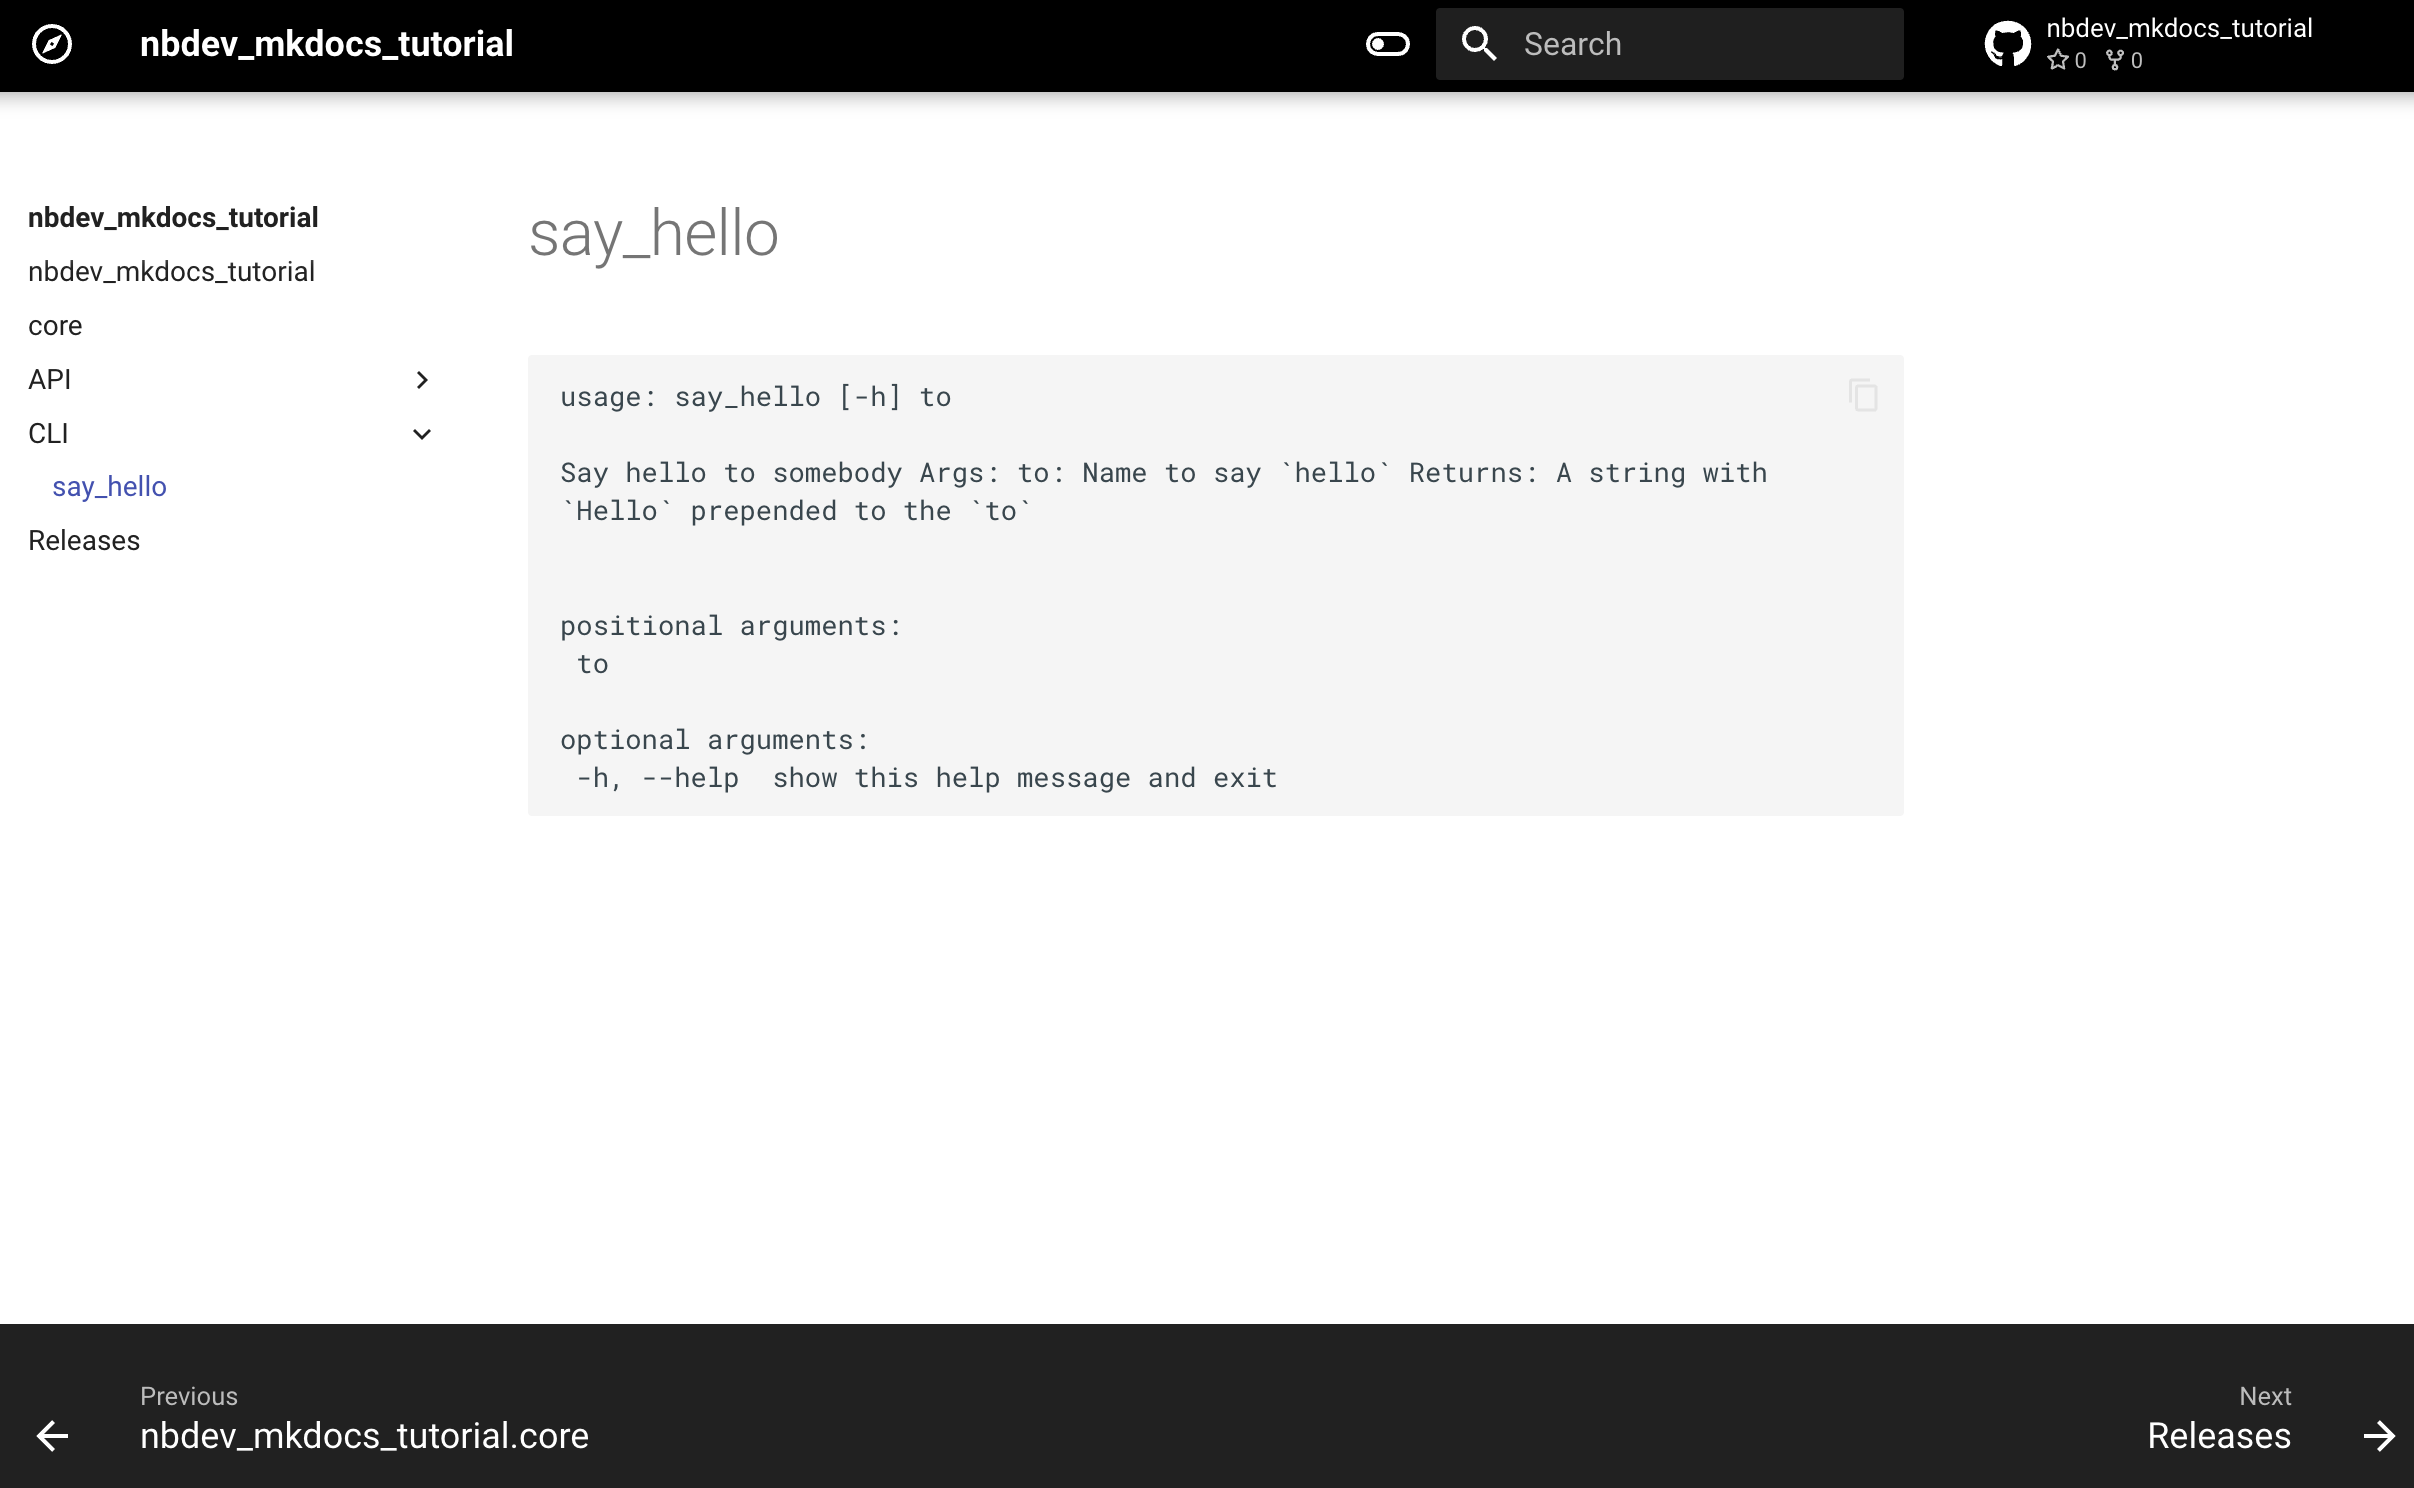 nbdev_mkdocs_tutorial
Search
nbdev_mkdocs_tutorial
0 0
nbdev_mkdocs_tutorial
nbdev_mkdocs_tutorial
core
API
CLI
say_hello
Releases
say_hello
usage: say_hello [-h] to
Say hello to somebody Args: to: Name to say `hello` Returns: A string with
`Hello` prepended to the `to`
positional arguments:
to
optional arguments:
-h, --help  show this help message and exit
Previous
nbdev_mkdocs_tutorial.core
Next
Releases